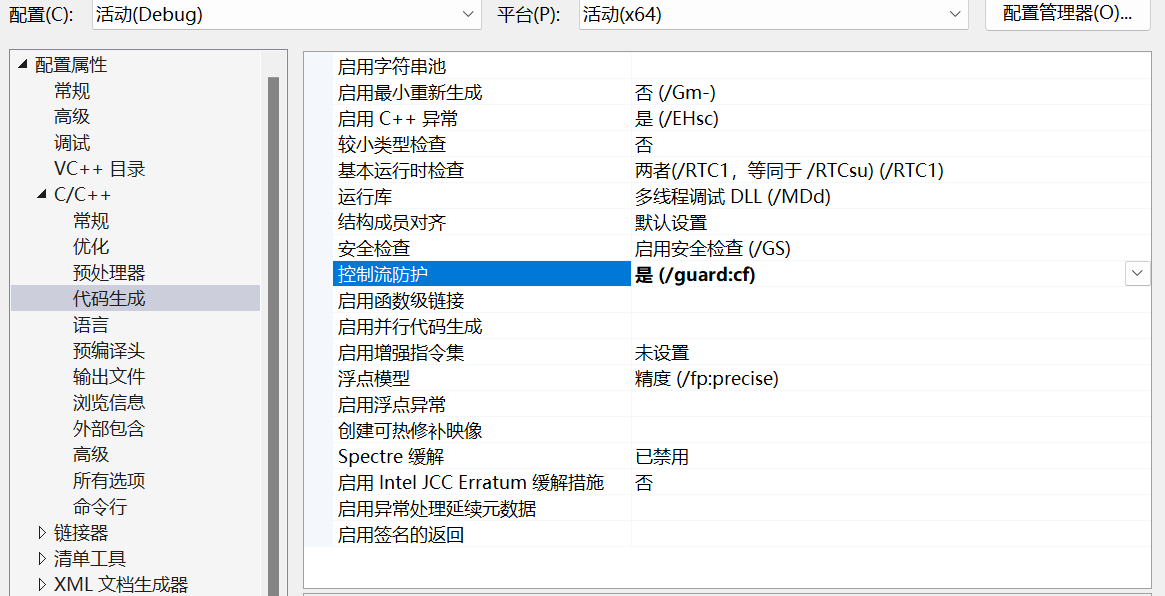 配置(C): 活动(Debug) 平台(P): 活动(x64) 配置管理器(O)...
配置属性
常规
高级
调试
VC++ 目录
C/C++
常规
优化
预处理器
代码生成
语言
预编译头
输出文件
浏览信息
外部包含
高级
所有选项
命令行
链接器
清单工具
XML 文档生成器
启用字符串池
启用最小重新生成 否 (/Gm-)
启用 C++ 异常 是 (/EHsc)
较小类型检查 否
基本运行时检查 两者(/RTC1，等同于 /RTCsu) (/RTC1)
运行库 多线程调试 DLL (/MDd)
结构成员对齐 默认设置
安全检查 启用安全检查 (/GS)
控制流防护 是 (/guard:cf)
启用函数级链接
启用并行代码生成
启用增强指令集 未设置
浮点模型 精度 (/fp:precise)
启用浮点异常
创建可热修补映像
Spectre 缓解 已禁用
启用 Intel JCC Erratum 缓解措施 否
启用异常处理延续元数据
启用签名的返回